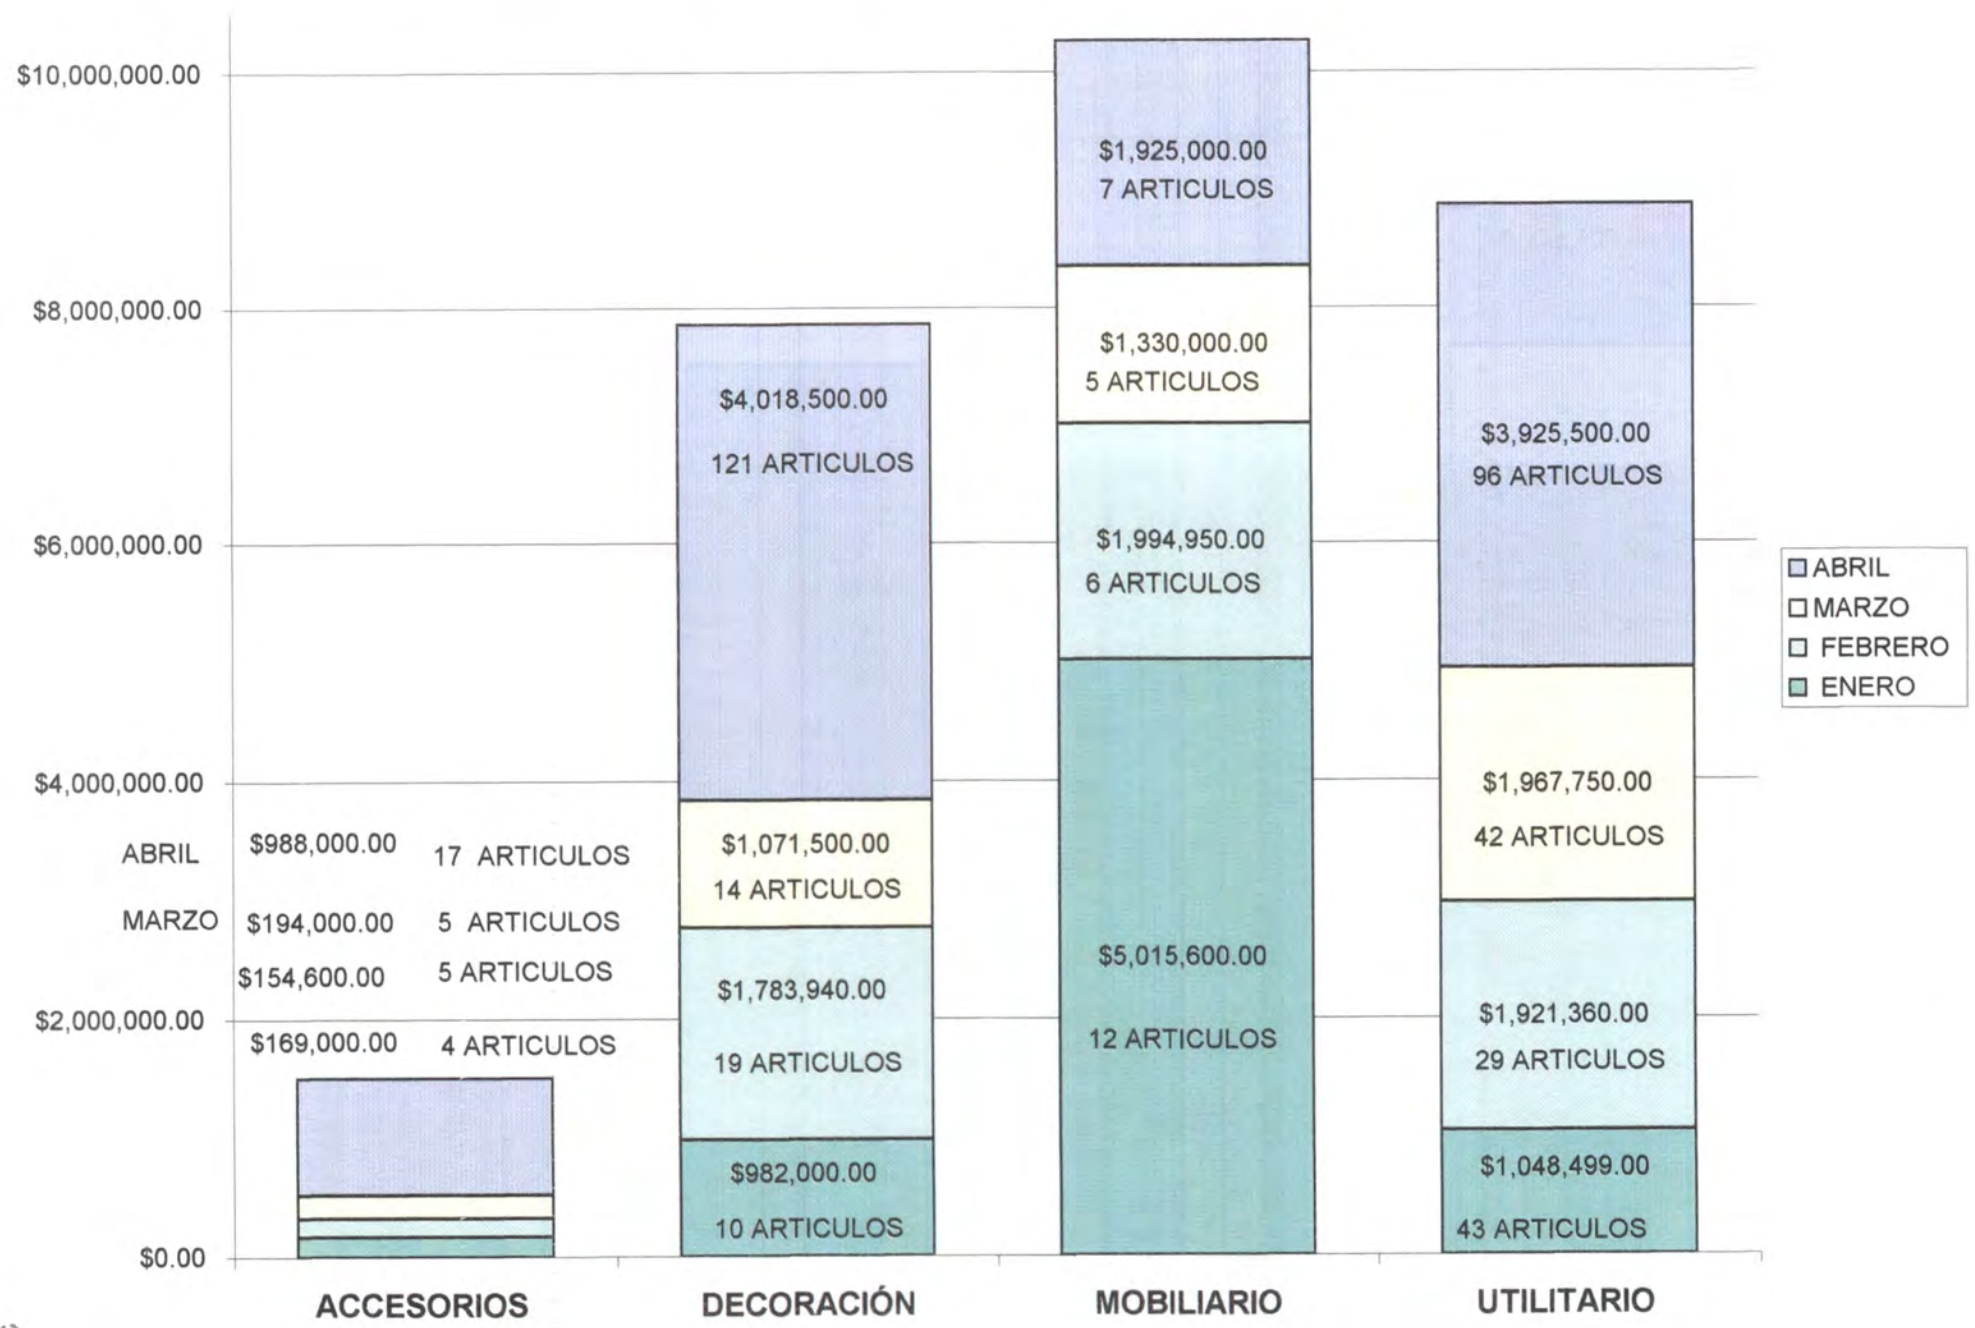 $10,000,000.00
$8,000,000.00
$6,000,000.00
$4,000,000.00
$2,000,000.00
$0.00
ABRIL $988,000.00 17 ARTICULOS
MARZO $194,000.00 5 ARTICULOS
$154,600.00 5 ARTICULOS
$169,000.00 4 ARTICULOS
ACCESORIOS
$4,018,500.00
121 ARTICULOS
$1,071,500.00
14 ARTICULOS
$1,783,940.00
19 ARTICULOS
$982,000.00
10 ARTICULOS
DECORACIÓN
$1,925,000.00
7 ARTICULOS
$1,330,000.00
5 ARTICULOS
$1,994,950.00
6 ARTICULOS
$5,015,600.00
12 ARTICULOS
MOBILIARIO
$3,925,500.00
96 ARTICULOS
$1,967,750.00
42 ARTICULOS
$1,921,360.00
29 ARTICULOS
$1,048,499.00
43 ARTICULOS
UTILITARIO
ABRIL
MARZO
FEBRERO
ENERO